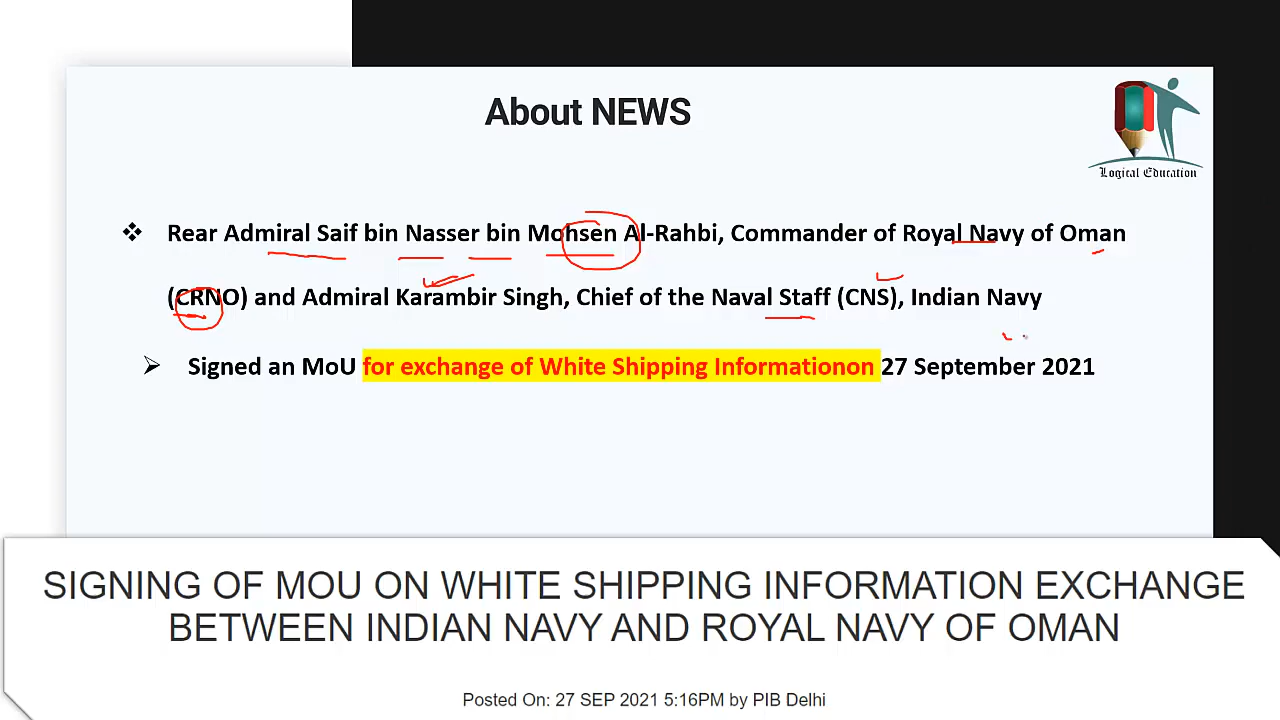 About NEWS
Logical Education
❖ Rear Admiral Saif bin Nasser bin Mohsen Al-Rahbi, Commander of Royal Navy of Oman
(CRNO) and Admiral Karambir Singh, Chief of the Naval Staff (CNS), Indian Navy
➢ Signed an MoU for exchange of White Shipping Informationon 27 September 2021
SIGNING OF MOU ON WHITE SHIPPING INFORMATION EXCHANGE
BETWEEN INDIAN NAVY AND ROYAL NAVY OF OMAN
Posted On: 27 SEP 2021 5:16PM by PIB Delhi